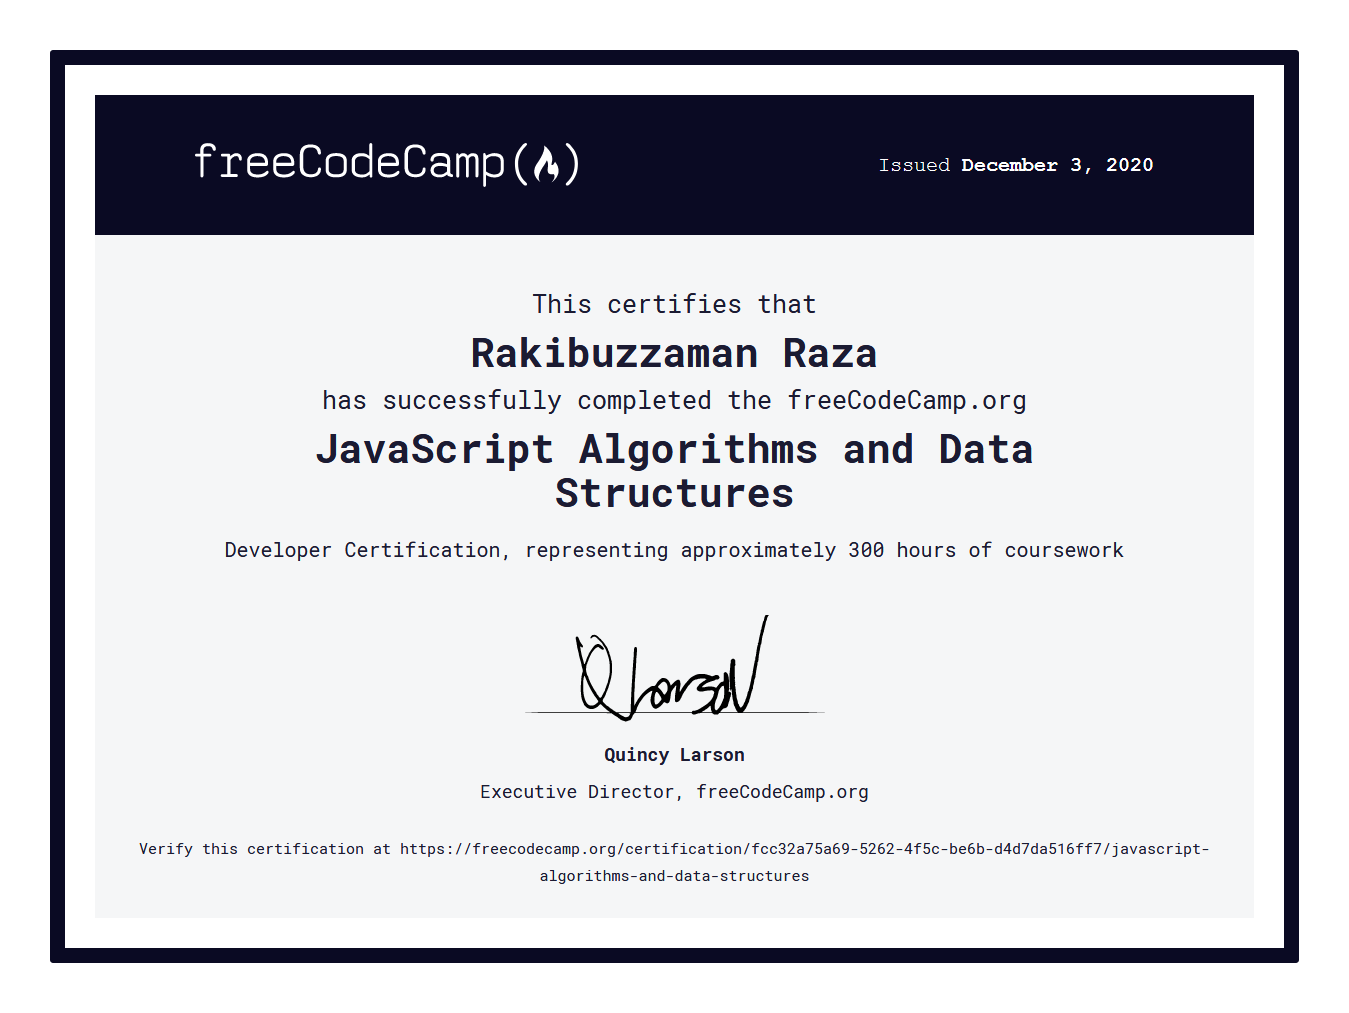 freeCodeCamp(🔥)
Issued December 3, 2020
This certifies that
Rakibuzzaman Raza
has successfully completed the freeCodeCamp.org
JavaScript Algorithms and Data
Structures
Developer Certification, representing approximately 300 hours of coursework
Q Larson
Quincy Larson
Executive Director, freeCodeCamp.org
Verify this certification at https://freecodecamp.org/certification/fcc32a75a69-5262-4f5c-be6b-d4d7da516ff7/javascript-
algorithms-and-data-structures